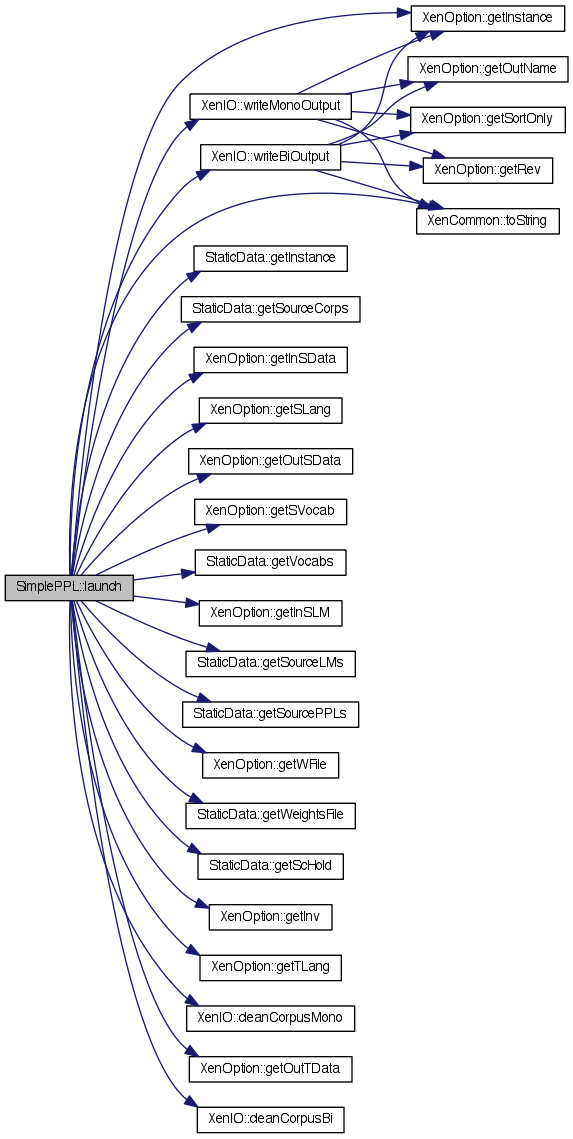 XenOption::getInstance
XenOption::getOutName
XenIO::writeMonoOutput
XenOption::getSortOnly
XenIO::writeBiOutput
XenOption::getRev
XenCommon::toString
StaticData::getInstance
StaticData::getSourceCorps
XenOption::getInSData
XenOption::getSLang
XenOption::getOutSData
XenOption::getSVocab
StaticData::getVocabs
SimplePPL::launch
XenOption::getInSLM
StaticData::getSourceLMs
StaticData::getSourcePPLs
XenOption::getWFile
StaticData::getWeightsFile
StaticData::getScHold
XenOption::getInv
XenOption::getTLang
XenIO::cleanCorpusMono
XenOption::getOutTData
XenIO::cleanCorpusBi